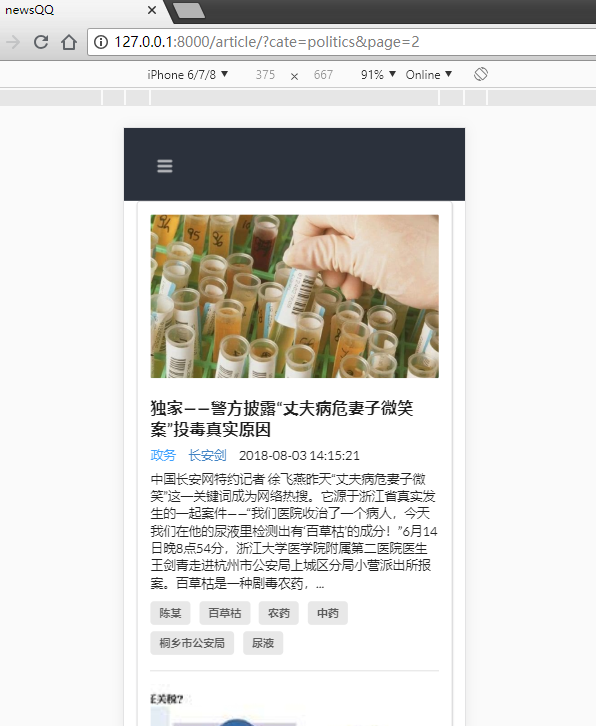 newsQQ
127.0.0.1:8000/article/?cate=politics&page=2
iPhone 6/7/8 ▼ 375 × 667 91% ▼ Online ▼
独家——警方披露“丈夫病危妻子微笑
案”投毒真实原因
政务 长安剑 2018-08-03 14:15:21
中国长安网特约记者 徐飞燕昨天“丈夫病危妻子微
笑”这一关键词成为网络热搜。它源于浙江省真实发
生的一起案件——“我们医院收治了一个病人，今天
我们在他的尿液里检测出有‘百草枯’的成分！”6月14
日晚8点54分，浙江大学医学院附属第二医院医生
王剑青走进杭州市公安局上城区分局小营派出所报
案。百草枯是一种剧毒农药，...
陈某 百草枯 农药 中药
桐乡市公安局 尿液
关税?